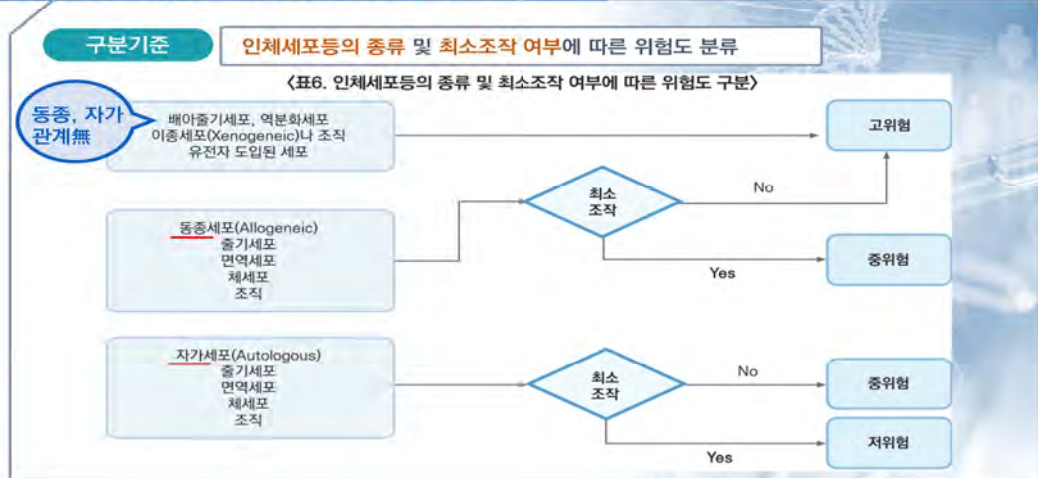 구분기준
인체세포등의 종류 및 최소조작 여부에 따른 위험도 분류
<표6. 인체세포등의 종류 및 최소조작 여부에 따른 위험도 구분>
동종, 자가
관계無
배아줄기세포, 역분화세포
이종세포(Xenogeneic)나 조직
유전자 도입된 세포
고위험
동종세포(Allogeneic)
줄기세포
면역세포
체세포
조직
최소
조작
No
Yes
중위험
자가세포(Autologous)
줄기세포
면역세포
체세포
조직
최소
조작
No
중위험
Yes
저위험